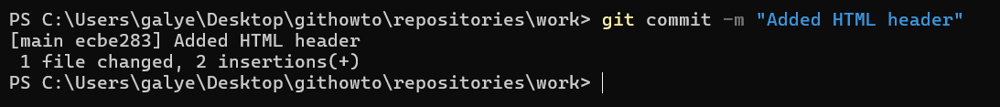 PS C:\Users\galye\Desktop\githowto\repositories\work> git commit -m "Added HTML header"
[main ecbe283] Added HTML header
 1 file changed, 2 insertions(+)
PS C:\Users\galye\Desktop\githowto\repositories\work>